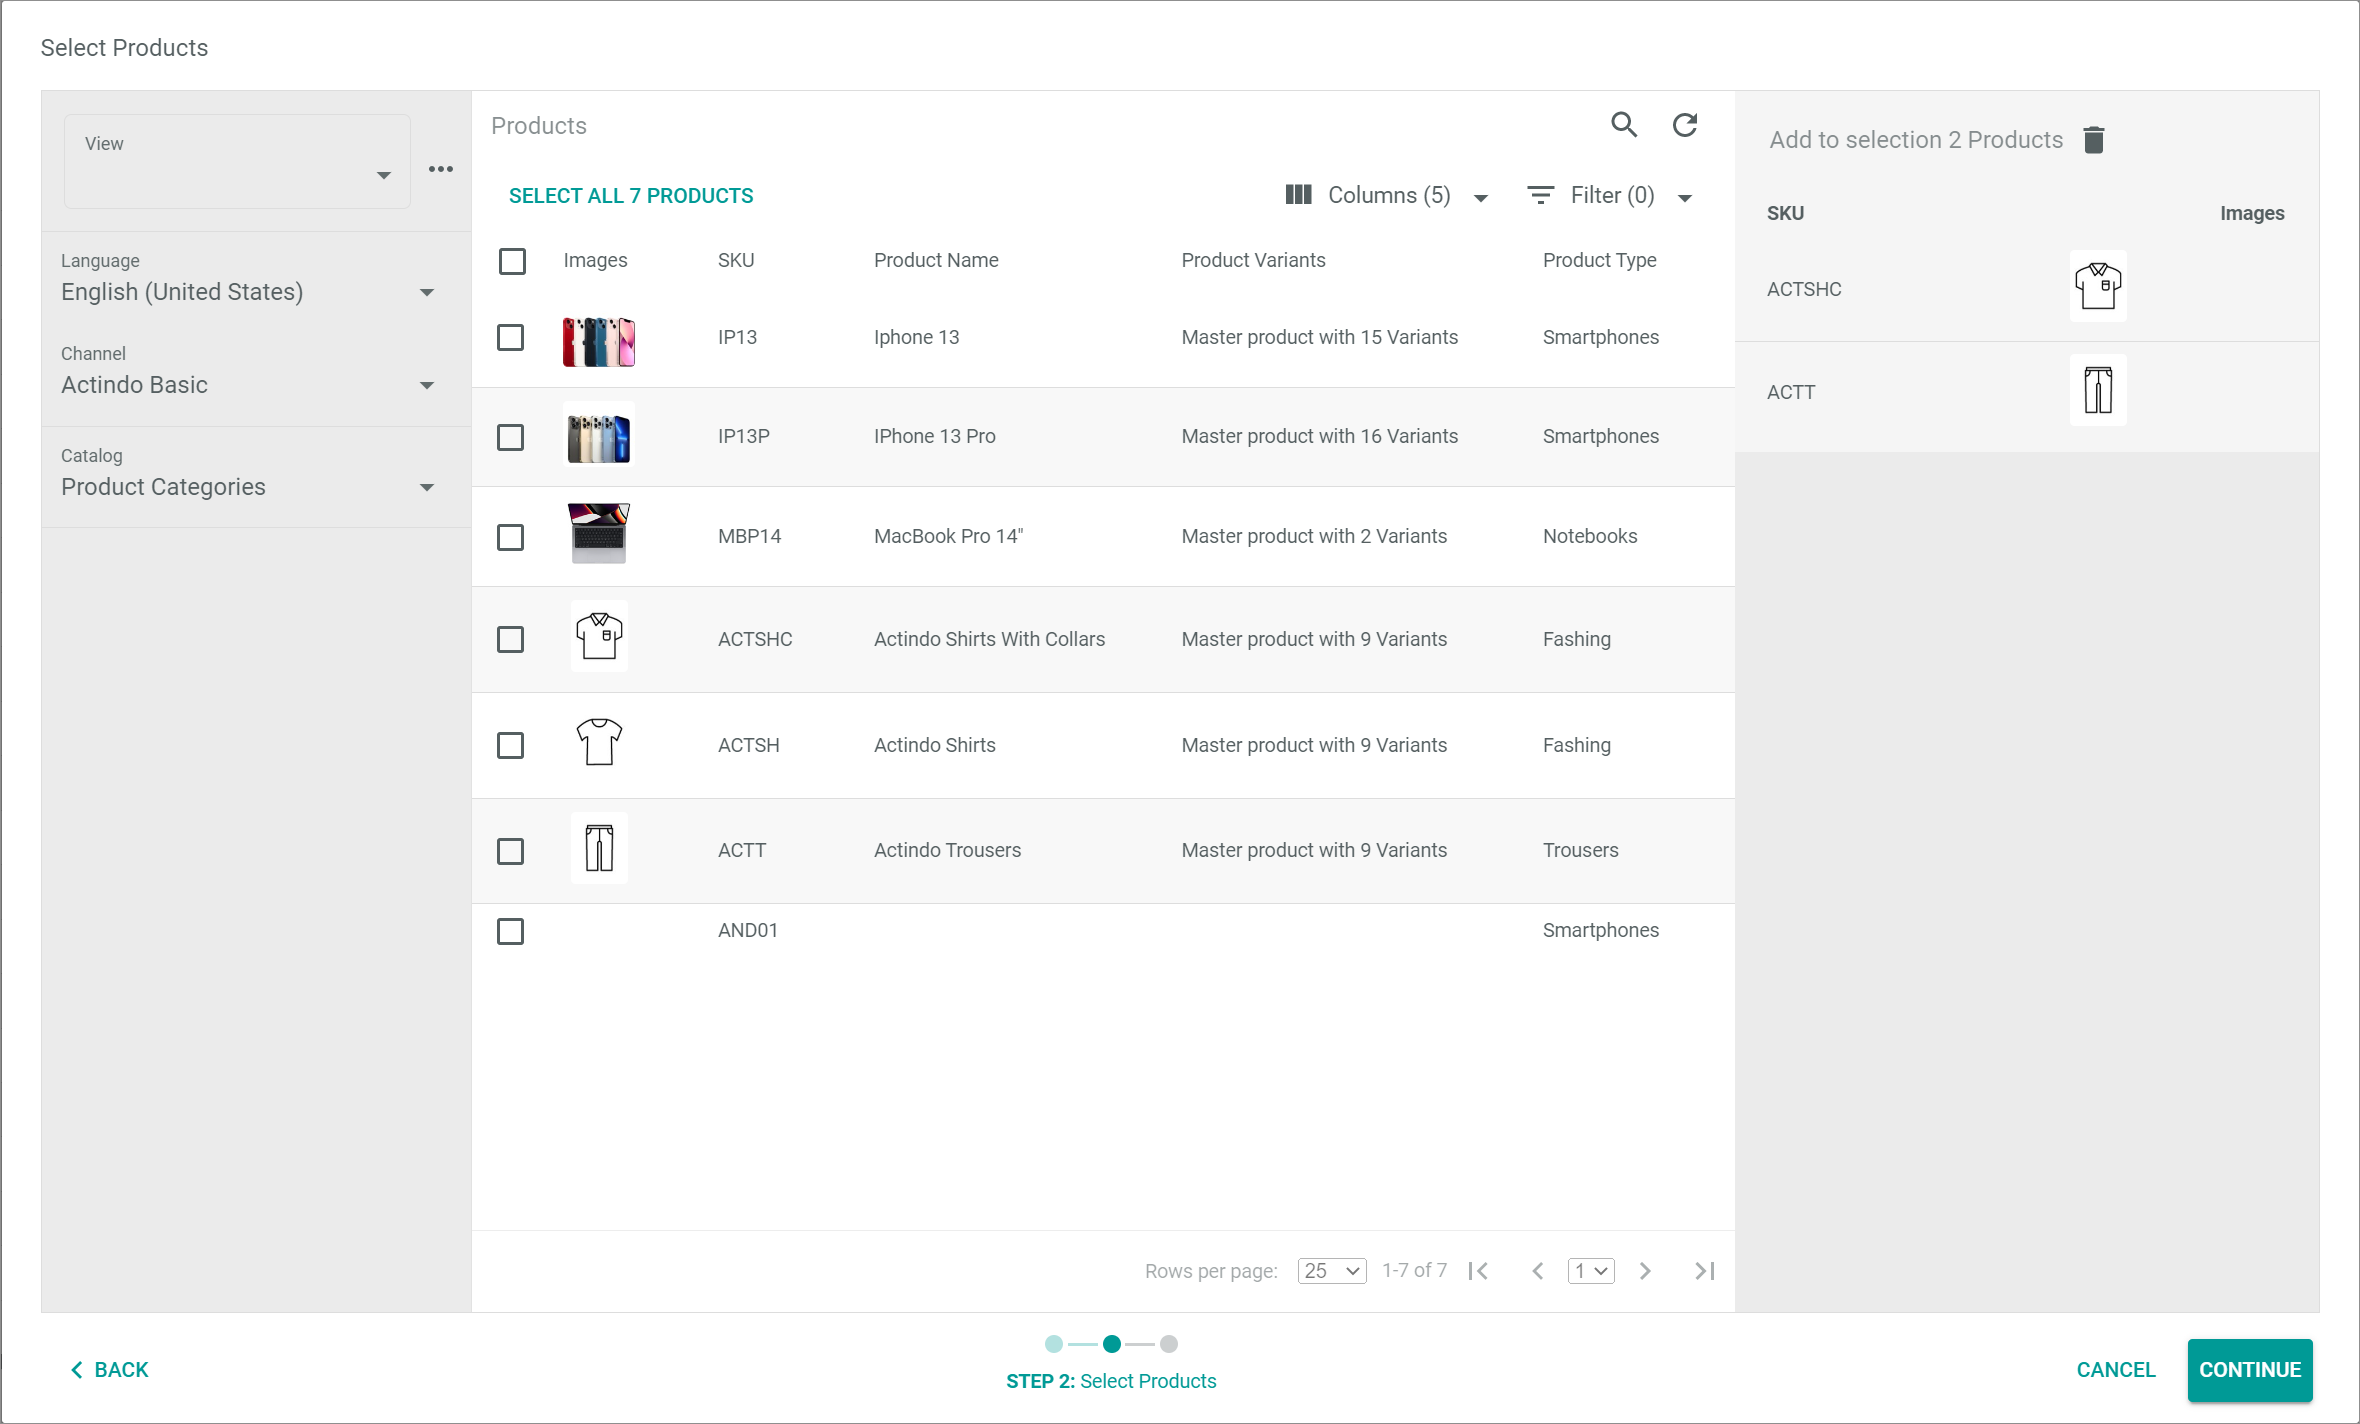 Select Products
View
Language
English (United States)
Channel
Actindo Basic
Catalog
Product Categories
Products
SELECT ALL 7 PRODUCTS
Columns (5)
Filter (0)
Images SKU Product Name Product Variants Product Type
IP13 Iphone 13 Master product with 15 Variants Smartphones
IP13P IPhone 13 Pro Master product with 16 Variants Smartphones
MBP14 MacBook Pro 14" Master product with 2 Variants Notebooks
ACTSHC Actindo Shirts With Collars Master product with 9 Variants Fashing
ACTSH Actindo Shirts Master product with 9 Variants Fashing
ACTT Actindo Trousers Master product with 9 Variants Trousers
AND01 Smartphones
Rows per page: 25 1-7 of 7 1
Add to selection 2 Products
SKU Images
ACTSHC
ACTT
BACK
STEP 2: Select Products
CANCEL
CONTINUE